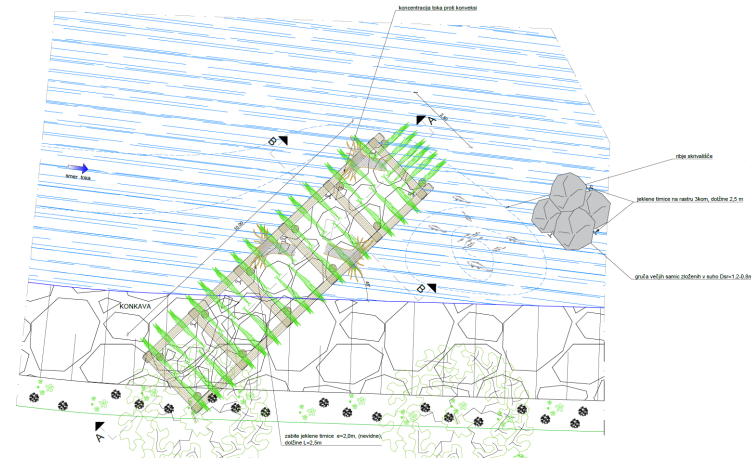 koncentracija toka proti konveksi
A
B
ribje skrivališče
smer toka
jeklene tirnice na rastru 3kom, dolžine 2,5 m
gruča večjih samic zloženih v suho Dsr=1.2-0.8m
B
KONKAVA
A
zabite jeklene tirnice e=2,0m, (nevidne),
dolžine L=2,5m